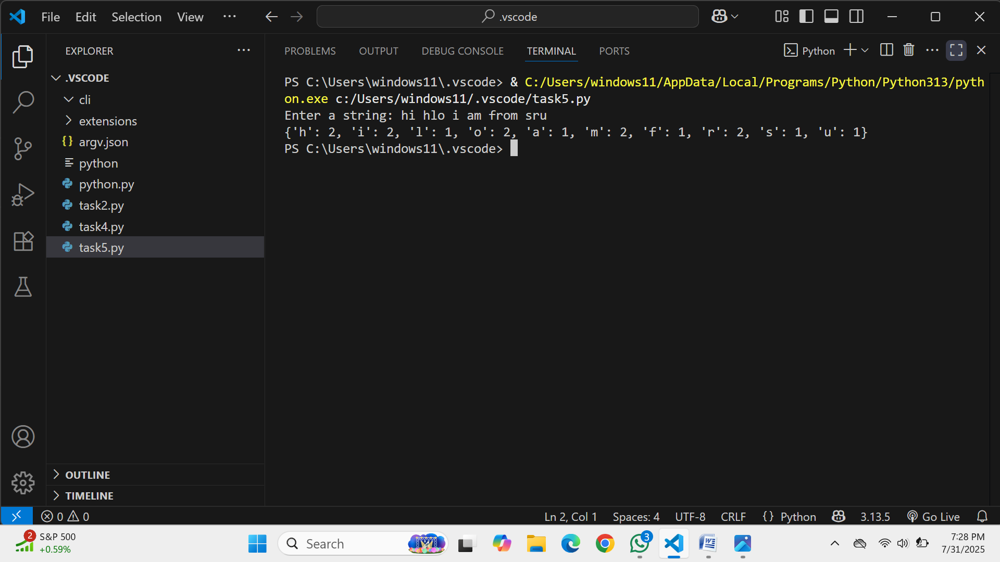 File Edit Selection View ··· .vscode
EXPLORER ···
.VSCODE
cli
extensions
{} argv.json
python
python.py
task2.py
task4.py
task5.py
OUTLINE
TIMELINE
PROBLEMS OUTPUT DEBUG CONSOLE TERMINAL PORTS Python
PS C:\Users\windows11\.vscode> & C:/Users/windows11/AppData/Local/Programs/Python/Python313/pyth
on.exe c:/Users/windows11/.vscode/task5.py
Enter a string: hi hlo i am from sru
{'h': 2, 'i': 2, 'l': 1, 'o': 2, 'a': 1, 'm': 2, 'f': 1, 'r': 2, 's': 1, 'u': 1}
PS C:\Users\windows11\.vscode>
0 0 Ln 2, Col 1 Spaces: 4 UTF-8 CRLF {} Python 3.13.5 Go Live
2 S&P 500
+0.59%
Search
3
7:28 PM
7/31/2025